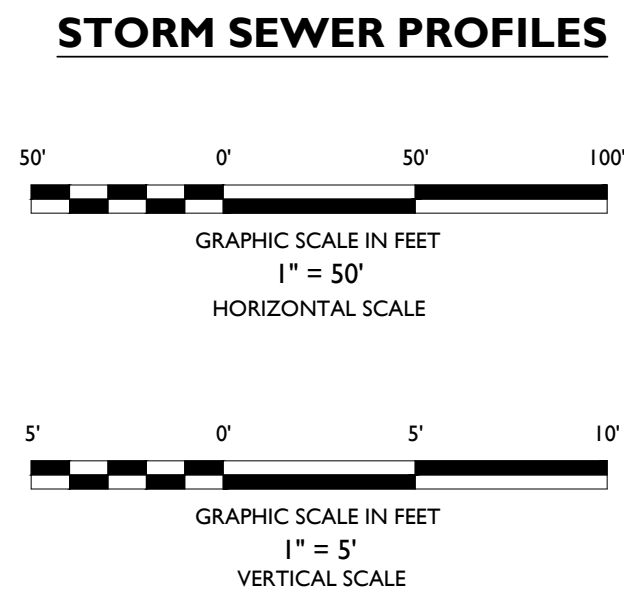 STORM SEWER PROFILES
50' 0' 50' 100'
GRAPHIC SCALE IN FEET
1" = 50'
HORIZONTAL SCALE
5' 0' 5' 10'
GRAPHIC SCALE IN FEET
1" = 5'
VERTICAL SCALE